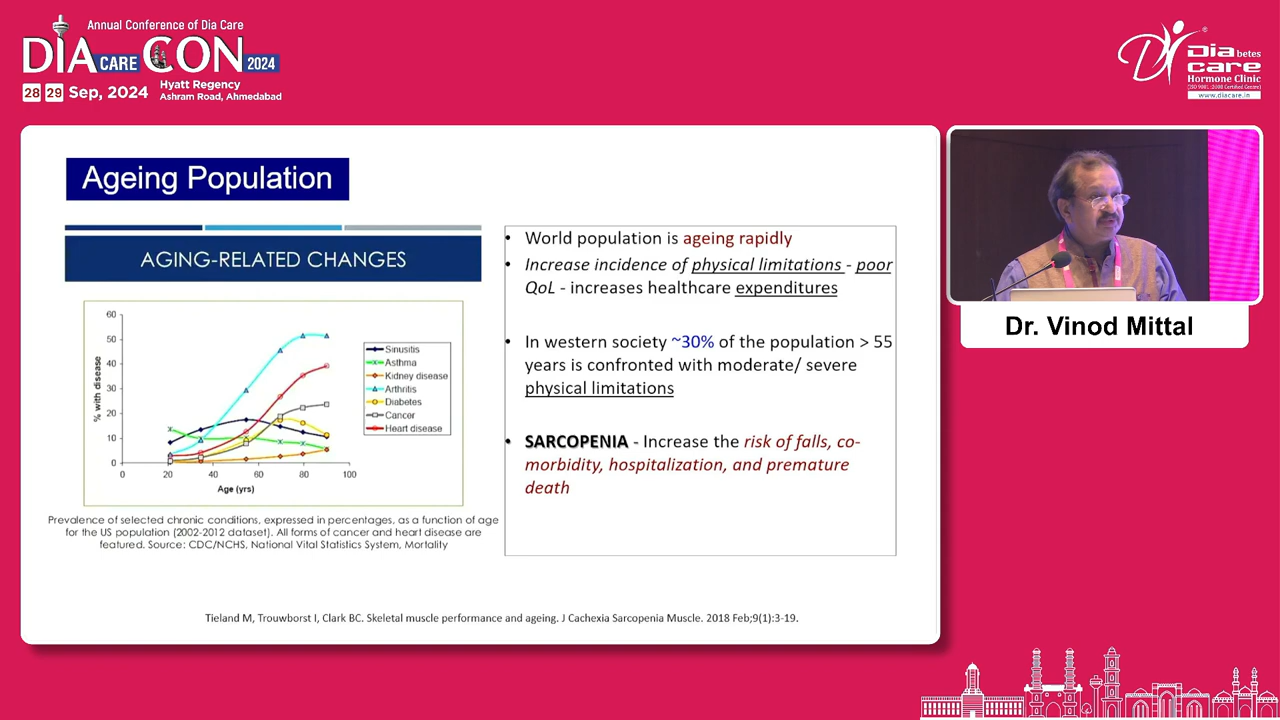 Annual Conference of Dia Care
DIA CARE CON 2024
28 29 Sep, 2024
Hyatt Regency
Ashram Road, Ahmedabad
Diabetes
care
Hormone Clinic
(ISO 9001:2008 Certified Centre)
www.diacare.in
Ageing Population
AGING-RELATED CHANGES
60
50
40
30
20
10
0
% with disease
0 20 40 60 80 100
Age (yrs)
Sinusitis
Asthma
Kidney disease
Arthritis
Diabetes
Cancer
Heart disease
Prevalence of selected chronic conditions, expressed in percentages, as a function of age
for the US population (2002-2012 dataset). All forms of cancer and heart disease are
featured. Source: CDC/NCHS, National Vital Statistics System, Mortality
• World population is ageing rapidly
• Increase incidence of physical limitations - poor
QoL - increases healthcare expenditures
• In western society ~30% of the population > 55
years is confronted with moderate/ severe
physical limitations
• SARCOPENIA - Increase the risk of falls, co-
morbidity, hospitalization, and premature
death
Tieland M, Trouwborst I, Clark BC. Skeletal muscle performance and ageing. J Cachexia Sarcopenia Muscle. 2018 Feb;9(1):3-19.
Dr. Vinod Mittal